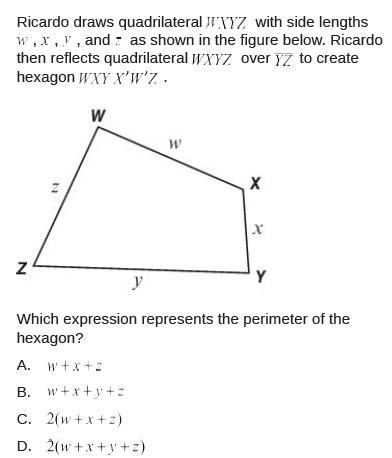 Ricardo draws quadrilateral WXYZ with side lengths
w , x , y , and z as shown in the figure below. Ricardo
then reflects quadrilateral WXYZ over YZ to create
hexagon WXY X'W'Z .
W
w
z
X
x
Z
y
Y
Which expression represents the perimeter of the
hexagon?
A. w + x + z
B. w + x + y + z
C. 2(w + x + z)
D. 2(w + x + y + z)